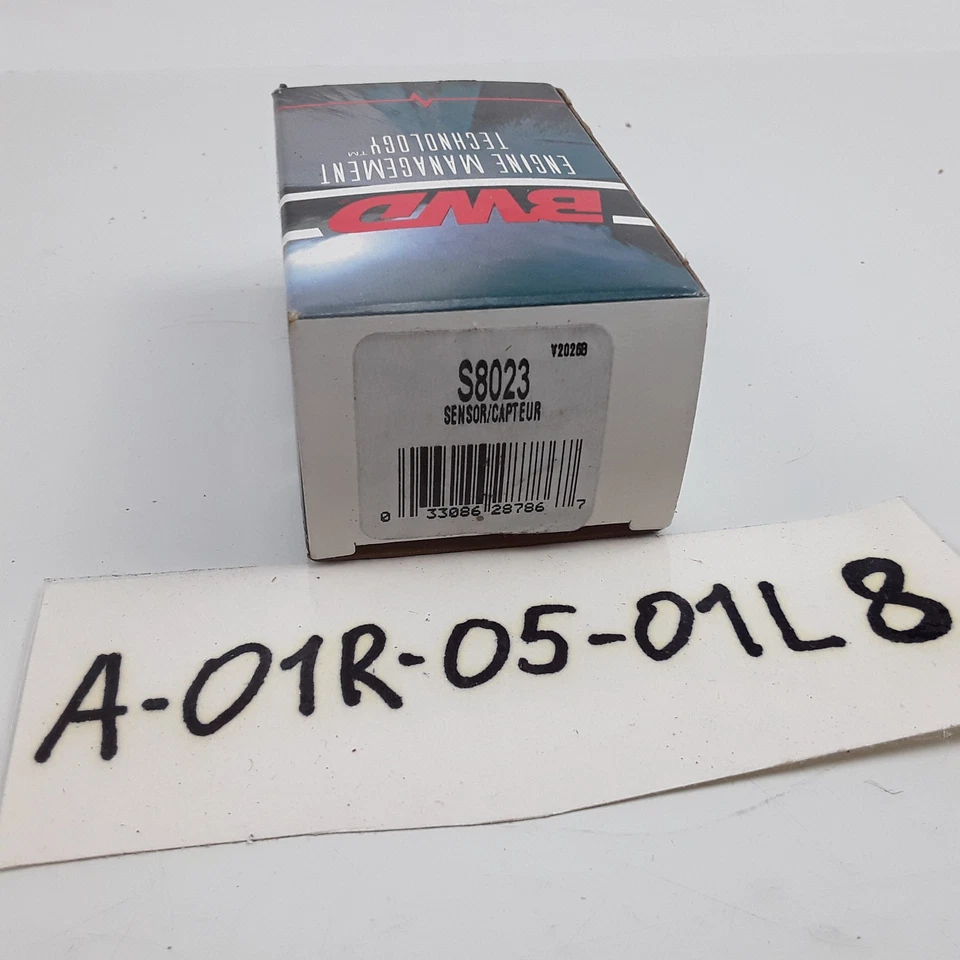 ENGINE MANAGEMENT
TECHNOLOGY™
BWD
V2026B
S8023
SENSOR/CAPTEUR
0 33086 28786 7
A-01R-05-01L8